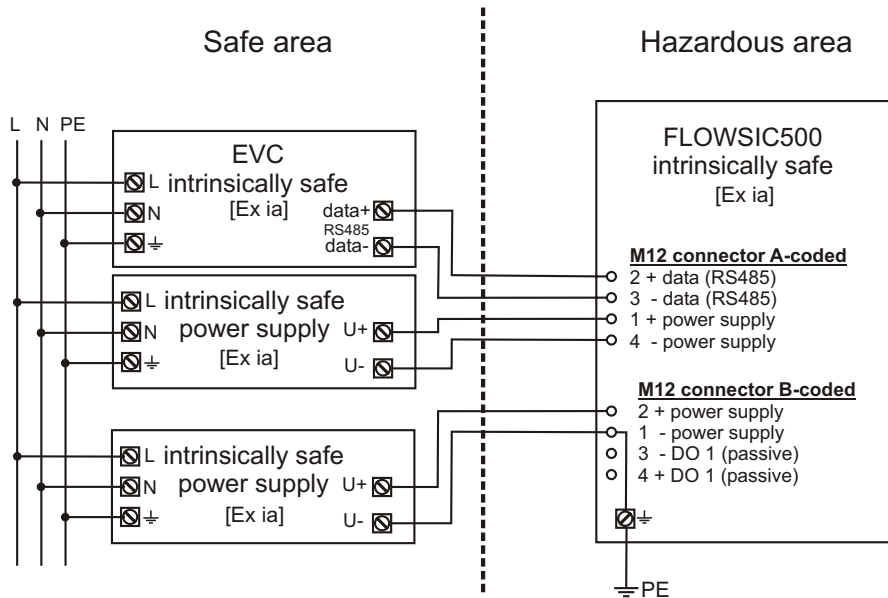 Safe area
Hazardous area
L N PE
EVC
intrinsically safe
[Ex ia]
L
N
data+
RS485
data-
intrinsically safe
power supply
[Ex ia]
L
N
U+
U-
intrinsically safe
power supply
[Ex ia]
L
N
U+
U-
FLOWSIC500
intrinsically safe
[Ex ia]
M12 connector A-coded
2 + data (RS485)
3 - data (RS485)
1 + power supply
4 - power supply
M12 connector B-coded
2 + power supply
1 - power supply
3 - DO 1 (passive)
4 + DO 1 (passive)
PE